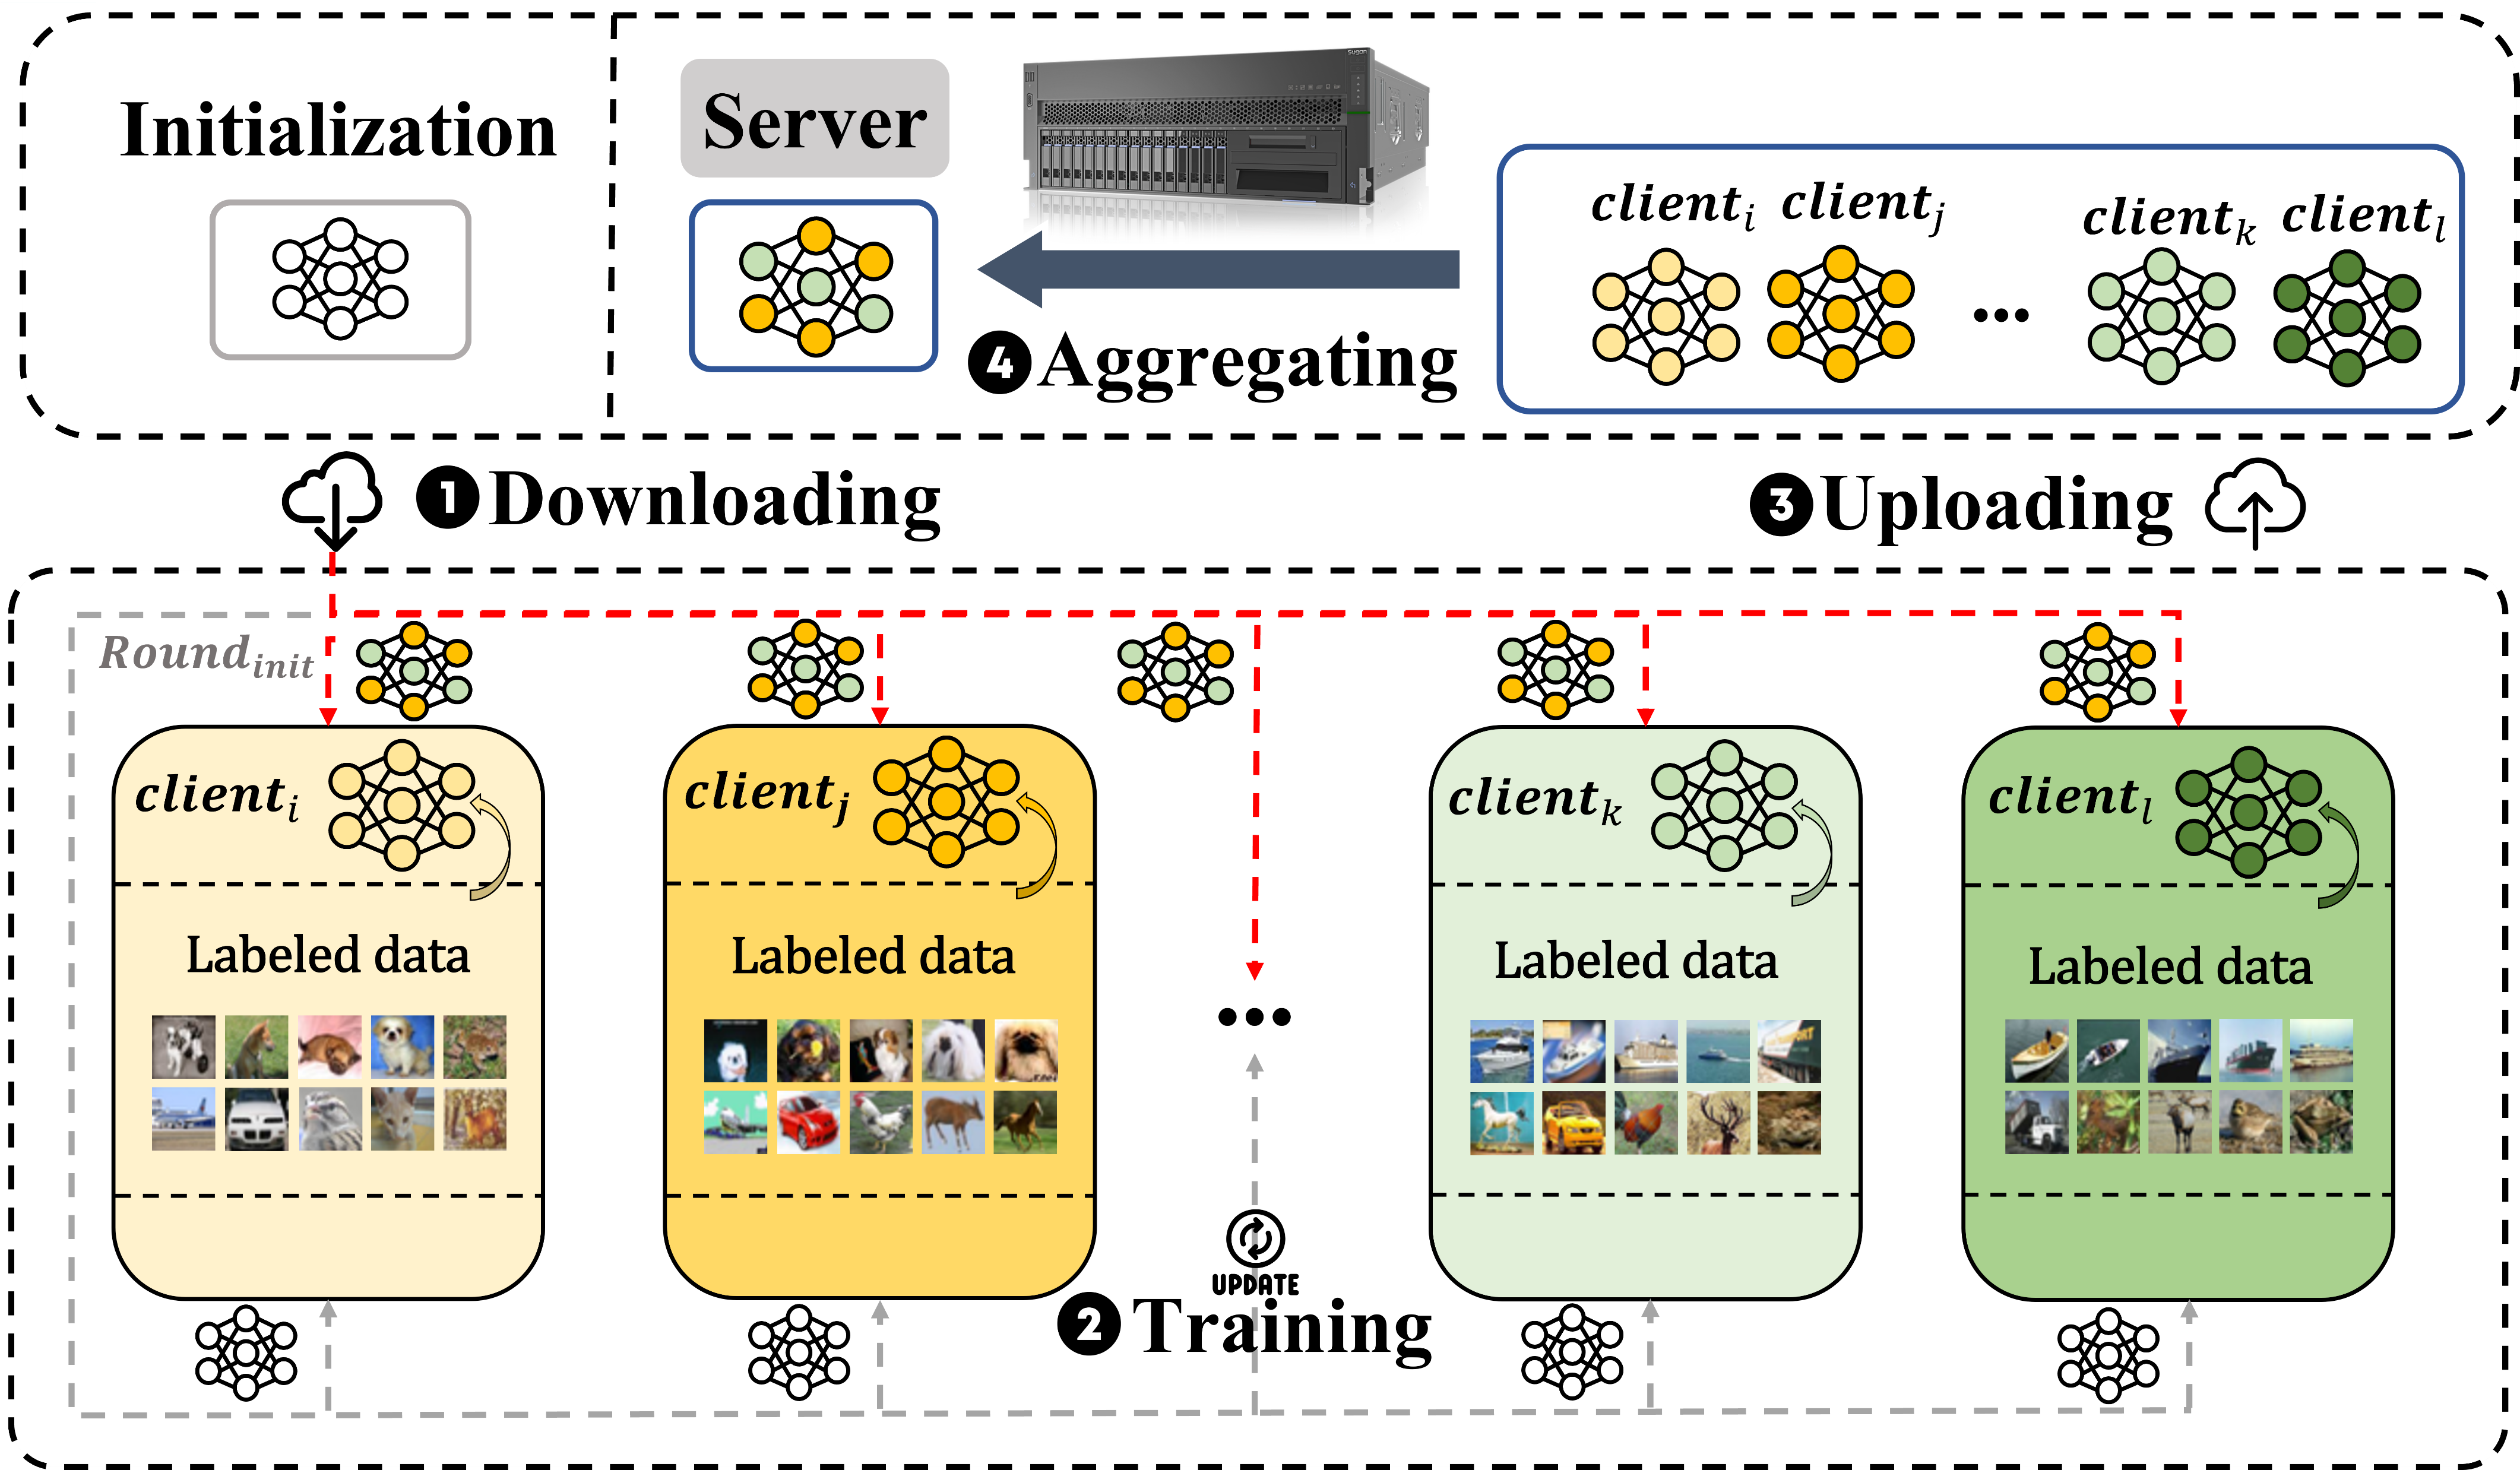 Initialization
Server
Sugon
client_i client_j ... client_k client_l
❹Aggregating
❶Downloading
❸Uploading
Round_init
client_i
client_j
client_k
client_l
Labeled data
Labeled data
...
Labeled data
Labeled data
UPDATE
❷Training